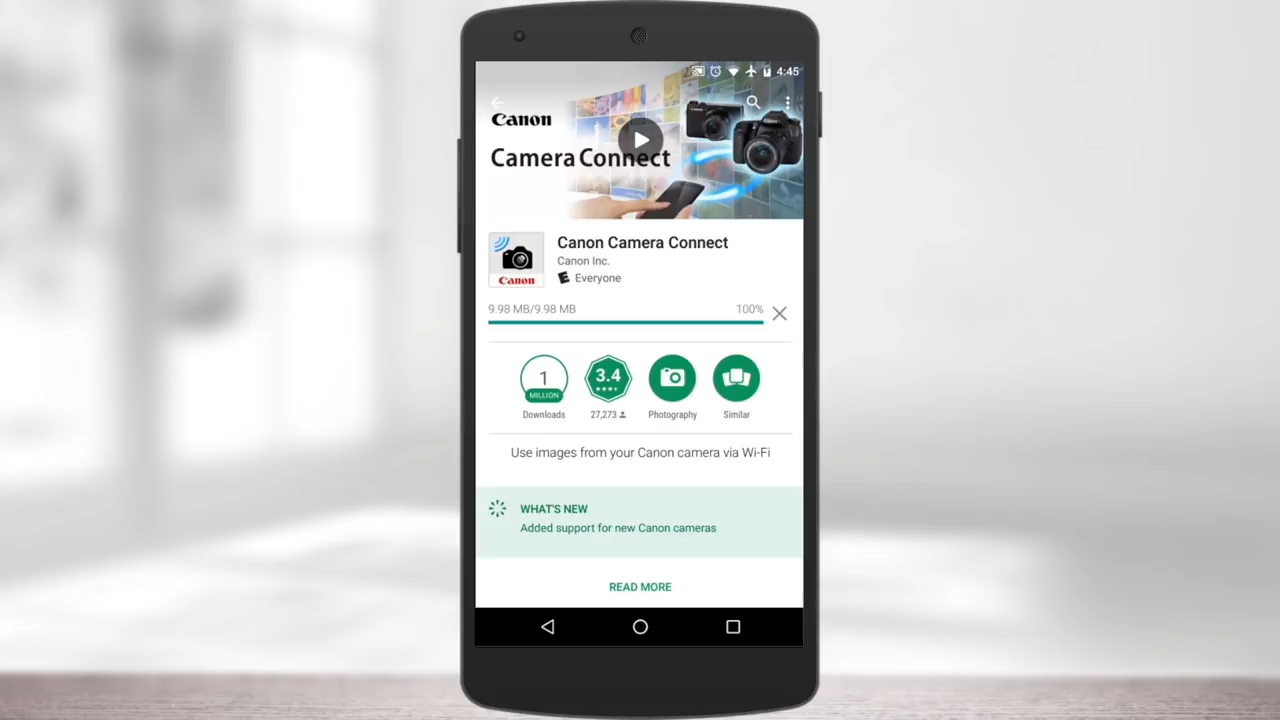 4:45
Canon
Camera Connect
Canon
Canon Camera Connect
Canon Inc.
E Everyone
9.98 MB/9.98 MB 100%
1 MILLION
3.4
Downloads 27,273 Photography Similar
Use images from your Canon camera via Wi-Fi
WHAT'S NEW
Added support for new Canon cameras
READ MORE